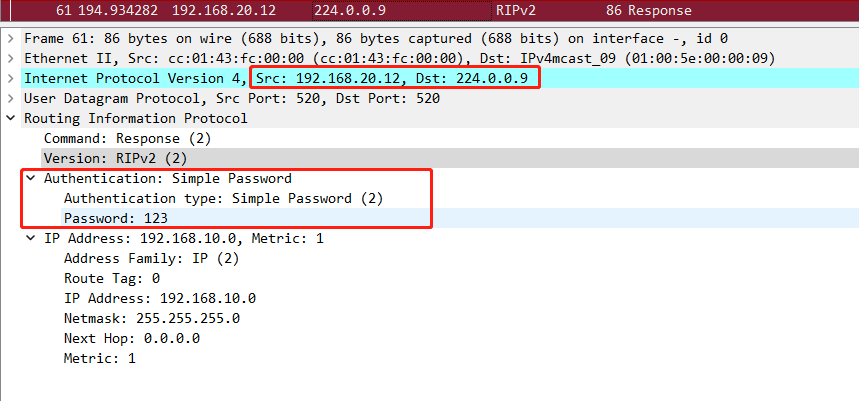 61 194.934282 192.168.20.12 224.0.0.9 RIPv2 86 Response
Frame 61: 86 bytes on wire (688 bits), 86 bytes captured (688 bits) on interface -, id 0
Ethernet II, Src: cc:01:43:fc:00:00 (cc:01:43:fc:00:00), Dst: IPv4mcast_09 (01:00:5e:00:00:09)
Internet Protocol Version 4, Src: 192.168.20.12, Dst: 224.0.0.9
User Datagram Protocol, Src Port: 520, Dst Port: 520
Routing Information Protocol
Command: Response (2)
Version: RIPv2 (2)
Authentication: Simple Password
Authentication type: Simple Password (2)
Password: 123
IP Address: 192.168.10.0, Metric: 1
Address Family: IP (2)
Route Tag: 0
IP Address: 192.168.10.0
Netmask: 255.255.255.0
Next Hop: 0.0.0.0
Metric: 1